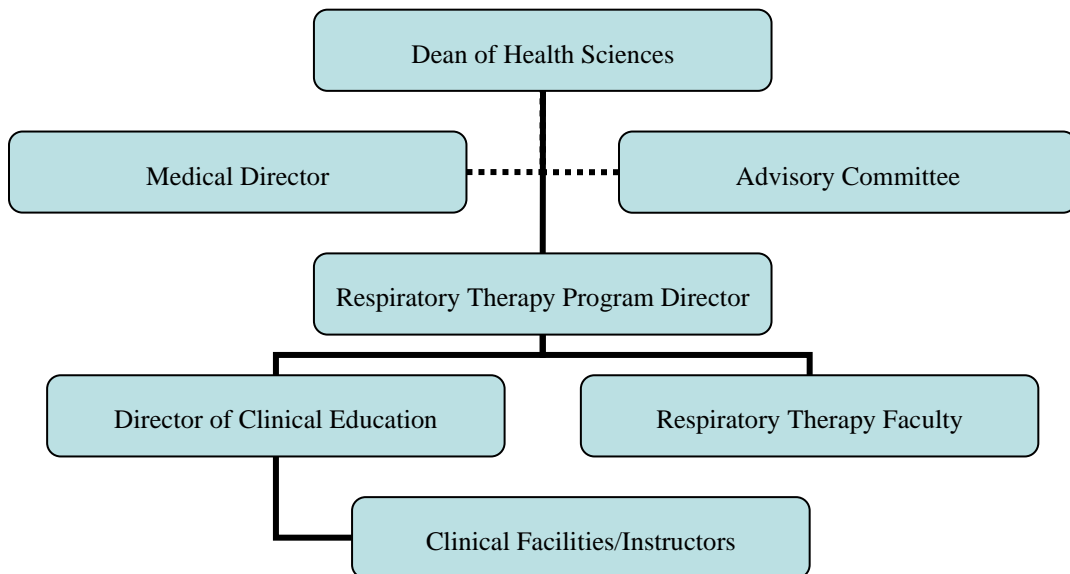 Dean of Health Sciences
Medical Director
Advisory Committee
Respiratory Therapy Program Director
Director of Clinical Education
Respiratory Therapy Faculty
Clinical Facilities/Instructors